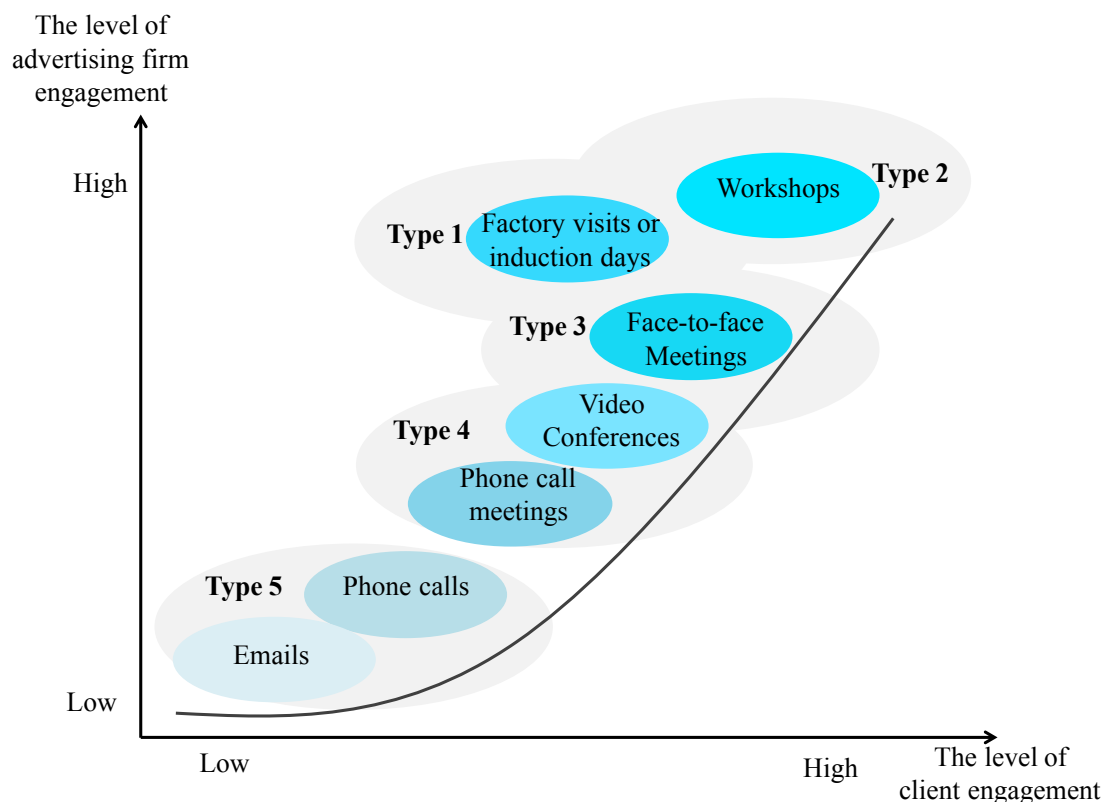 The level of
advertising firm
engagement
High
Workshops
Type 2
Type 1
Factory visits or
induction days
Type 3
Face-to-face
Meetings
Type 4
Video
Conferences
Phone call
meetings
Type 5
Phone calls
Emails
Low
Low
High
The level of
client engagement